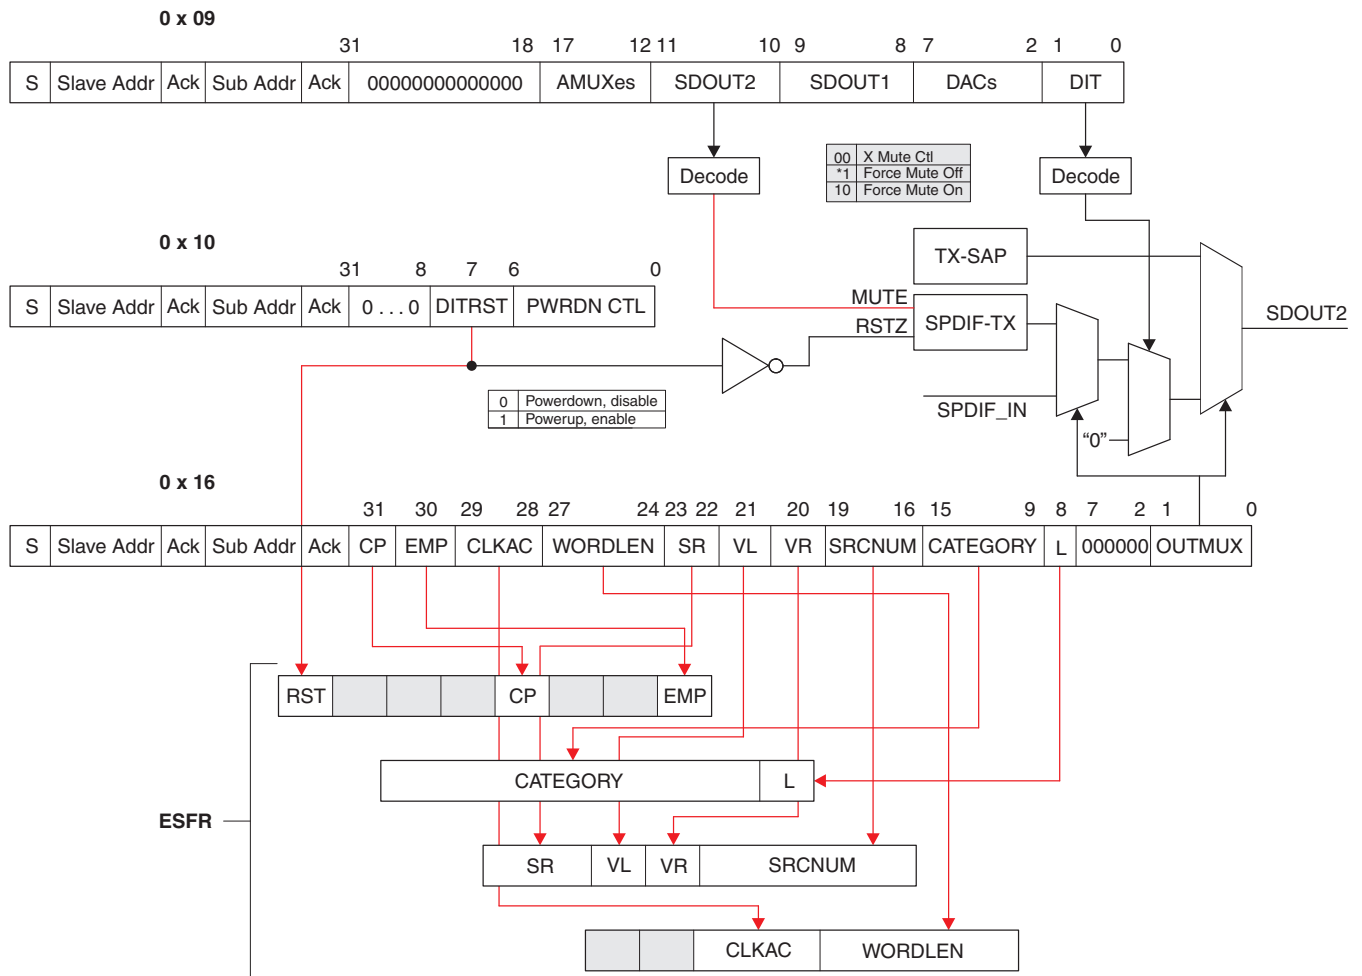 0 x 09
31 18 17 12 11 10 9 8 7 2 1 0
S Slave Addr Ack Sub Addr Ack 00000000000000 AMUXes SDOUT2 SDOUT1 DACs DIT
00 X Mute Ctl
*1 Force Mute Off
10 Force Mute On
Decode Decode
0 x 10
31 8 7 6 0
S Slave Addr Ack Sub Addr Ack 0 . . . 0 DITRST PWRDN CTL
TX-SAP
MUTE
RSTZ
SPDIF-TX
SDOUT2
0 Powerdown, disable
1 Powerup, enable
SPDIF_IN
“0”
0 x 16
31 30 29 28 27 24 23 22 21 20 19 16 15 9 8 7 2 1 0
S Slave Addr Ack Sub Addr Ack CP EMP CLKAC WORDLEN SR VL VR SRCNUM CATEGORY L 000000 OUTMUX
RST CP EMP
CATEGORY L
ESFR
SR VL VR SRCNUM
CLKAC WORDLEN